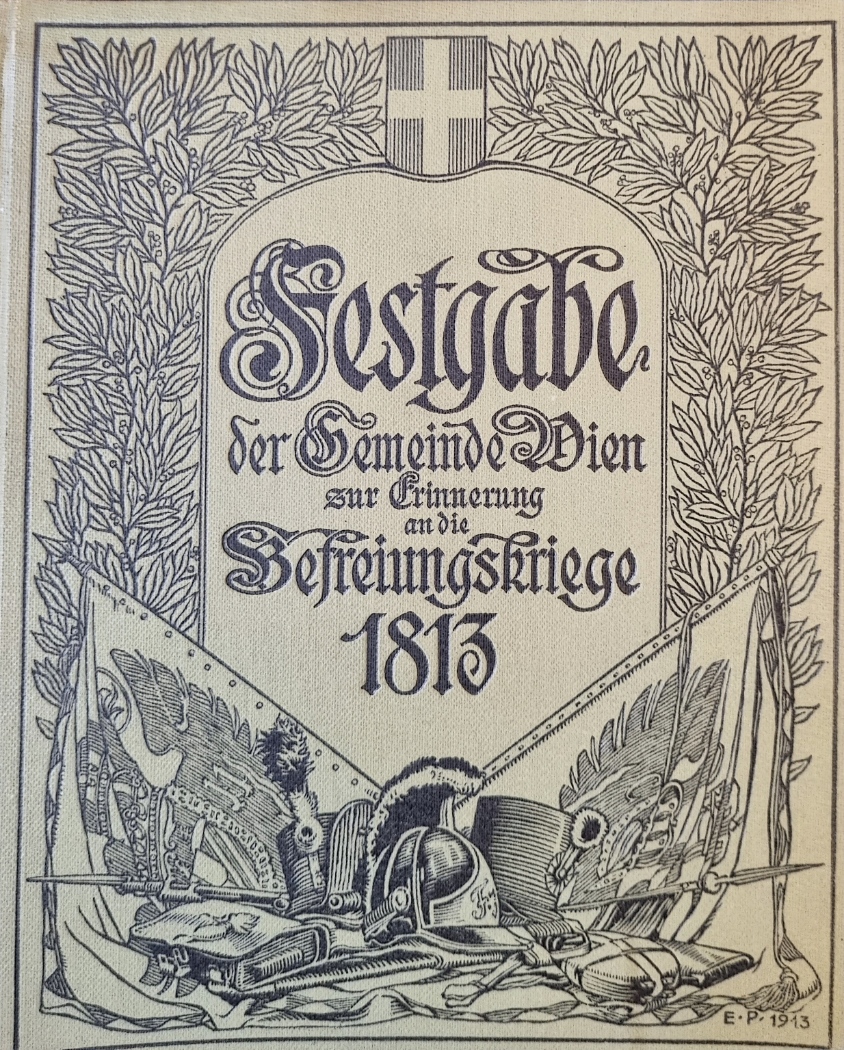 Festgabe
der Gemeinde Wien
zur Erinnerung
an die
Befreiungskriege
1813
E·P·1913